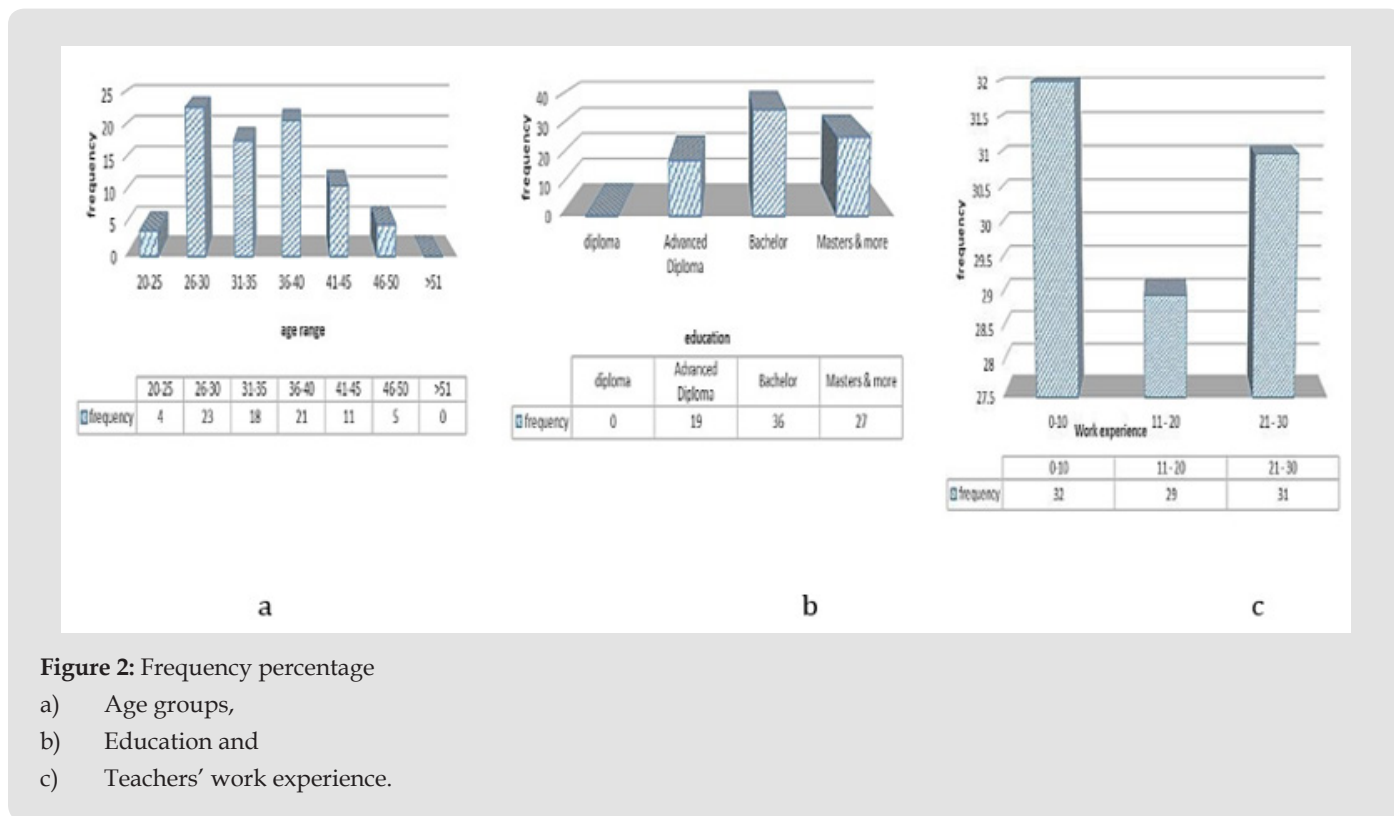 25
20
15
10
5
0
frequency
20-25 26-30 31-35 36-40 41-45 46-50 >51
age range
20-25 26-30 31-35 36-40 41-45 46-50 >51
frequency 4 23 18 21 11 5 0
a
40
30
20
10
0
frequency
diploma Advanced Diploma Bachelor Masters & more
education
diploma Advanced Diploma Bachelor Masters & more
frequency 0 19 36 27
b
32
31.5
31
30.5
30
29.5
29
28.5
28
27.5
frequency
0-10 11 - 20 21 - 30
Work experience
0-10 11 - 20 21 - 30
frequency 32 29 31
c
Figure 2: Frequency percentage
a) Age groups,
b) Education and
c) Teachers’ work experience.